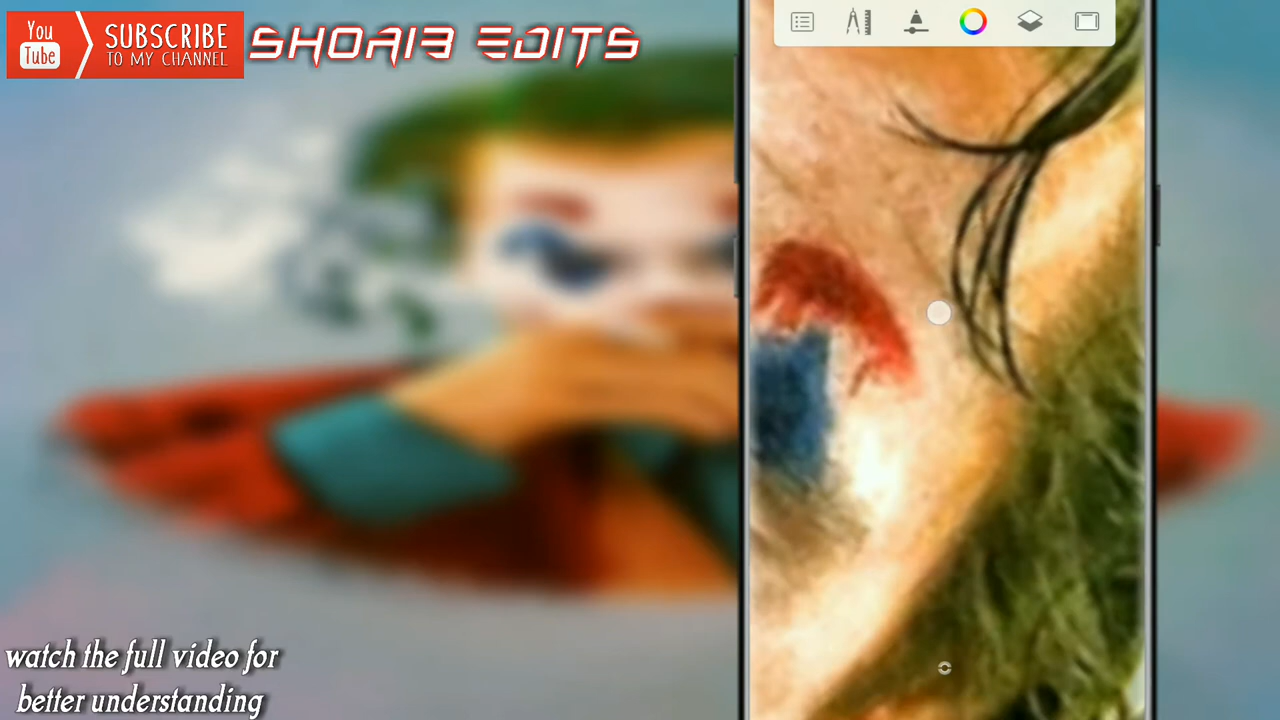 You
Tube
SUBSCRIBE
TO MY CHANNEL
SHOAIB EDITS
watch the full video for
better understanding